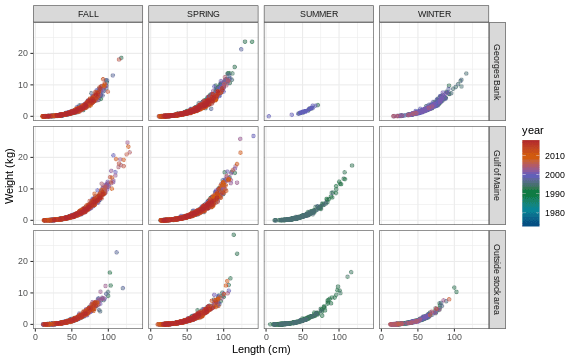 FALL SPRING SUMMER WINTER
20
10
0
Georges Bank
20
10
0
Gulf of Maine
20
10
0
Outside stock area
0 50 100 0 50 100 0 50 100 0 50 100
Length (cm)
Weight (kg)
year
2010
2000
1990
1980